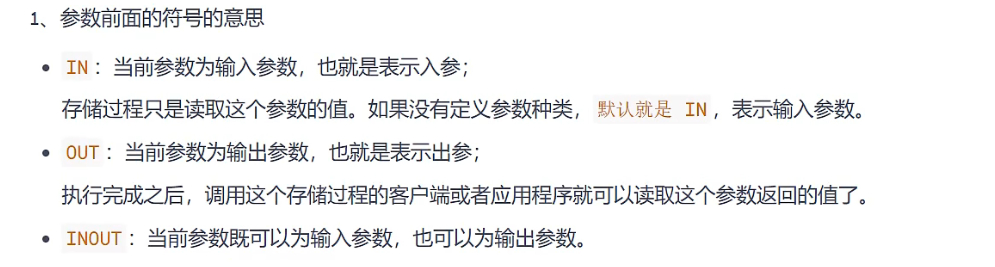 1、参数前面的符号的意思
• IN：当前参数为输入参数，也就是表示入参；
存储过程只是读取这个参数的值。如果没有定义参数种类，默认就是 IN，表示输入参数。
• OUT：当前参数为输出参数，也就是表示出参；
执行完成之后，调用这个存储过程的客户端或者应用程序就可以读取这个参数返回的值了。
• INOUT：当前参数既可以为输入参数，也可以为输出参数。